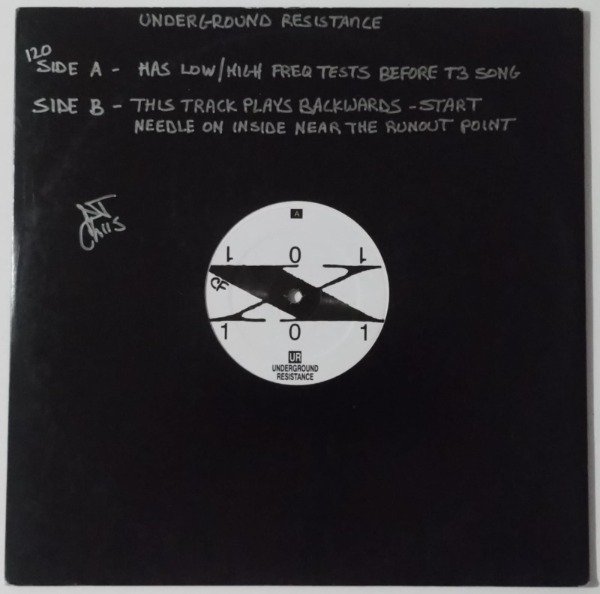 UNDERGROUND RESISTANCE
120
SIDE A - HAS LOW/HIGH FREQ TESTS BEFORE T3 SONG
SIDE B - THIS TRACK PLAYS BACKWARDS - START
NEEDLE ON INSIDE NEAR THE RUNOUT POINT
A
1 0 1
1 0 1
UR
UNDERGROUND
RESISTANCE